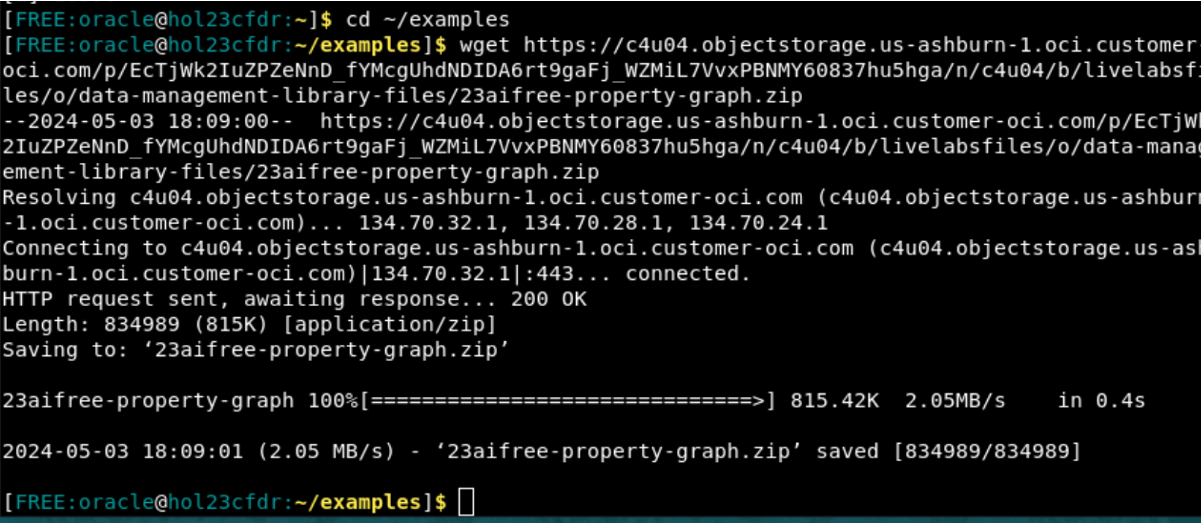 [FREE:oracle@hol23cfdr:~]$ cd ~/examples
[FREE:oracle@hol23cfdr:~/examples]$ wget https://c4u04.objectstorage.us-ashburn-1.oci.customer
oci.com/p/EcTjWk2IuZPZeNnD_fYMcgUhdNDIDA6rt9gaFj_WZMiL7VvxPBNMY60837hu5hga/n/c4u04/b/livelabsfi
les/o/data-management-library-files/23aifree-property-graph.zip
--2024-05-03 18:09:00--  https://c4u04.objectstorage.us-ashburn-1.oci.customer-oci.com/p/EcTjWk
2IuZPZeNnD_fYMcgUhdNDIDA6rt9gaFj_WZMiL7VvxPBNMY60837hu5hga/n/c4u04/b/livelabsfiles/o/data-manag
ement-library-files/23aifree-property-graph.zip
Resolving c4u04.objectstorage.us-ashburn-1.oci.customer-oci.com (c4u04.objectstorage.us-ashburn
-1.oci.customer-oci.com)... 134.70.32.1, 134.70.28.1, 134.70.24.1
Connecting to c4u04.objectstorage.us-ashburn-1.oci.customer-oci.com (c4u04.objectstorage.us-ash
burn-1.oci.customer-oci.com)|134.70.32.1|:443... connected.
HTTP request sent, awaiting response... 200 OK
Length: 834989 (815K) [application/zip]
Saving to: ‘23aifree-property-graph.zip’
23aifree-property-graph 100%[==============================>] 815.42K  2.05MB/s    in 0.4s
2024-05-03 18:09:01 (2.05 MB/s) - ‘23aifree-property-graph.zip’ saved [834989/834989]
[FREE:oracle@hol23cfdr:~/examples]$